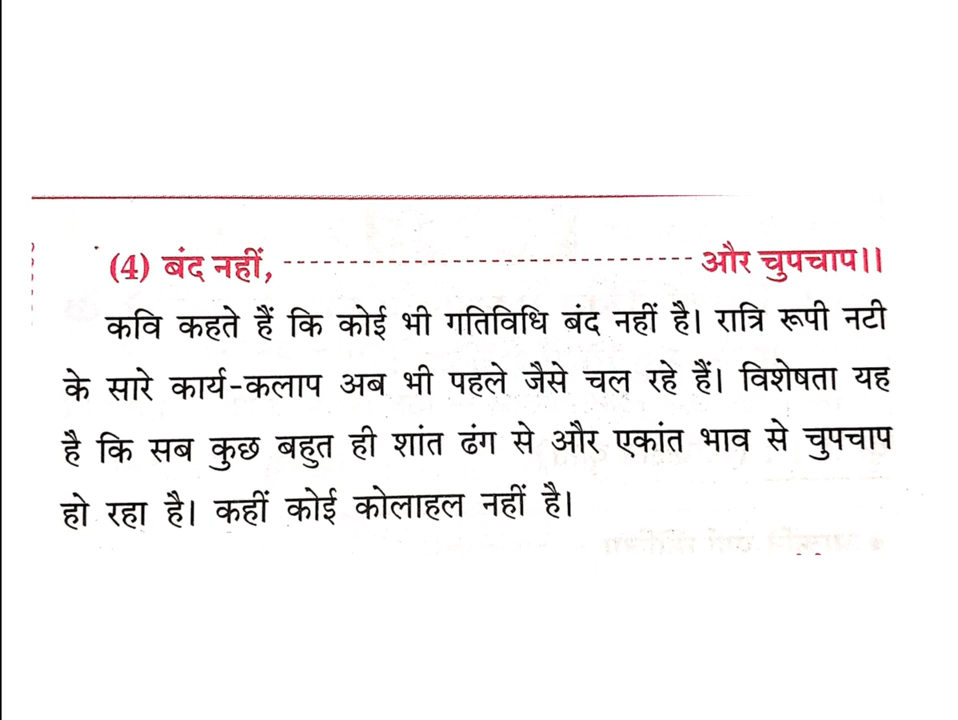 (4) बंद नहीं, ------------------------------------ और चुपचाप।।
कवि कहते हैं कि कोई भी गतिविधि बंद नहीं है। रात्रि रूपी नटी
के सारे कार्य-कलाप अब भी पहले जैसे चल रहे हैं। विशेषता यह
है कि सब कुछ बहुत ही शांत ढंग से और एकांत भाव से चुपचाप
हो रहा है। कहीं कोई कोलाहल नहीं है।